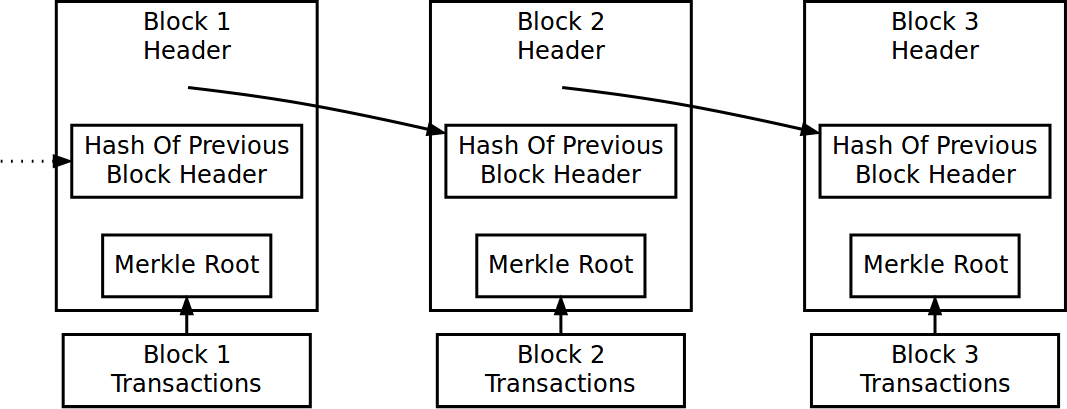 Block 1
Header
Hash Of Previous
Block Header
Merkle Root
Block 1
Transactions
Block 2
Header
Hash Of Previous
Block Header
Merkle Root
Block 2
Transactions
Block 3
Header
Hash Of Previous
Block Header
Merkle Root
Block 3
Transactions